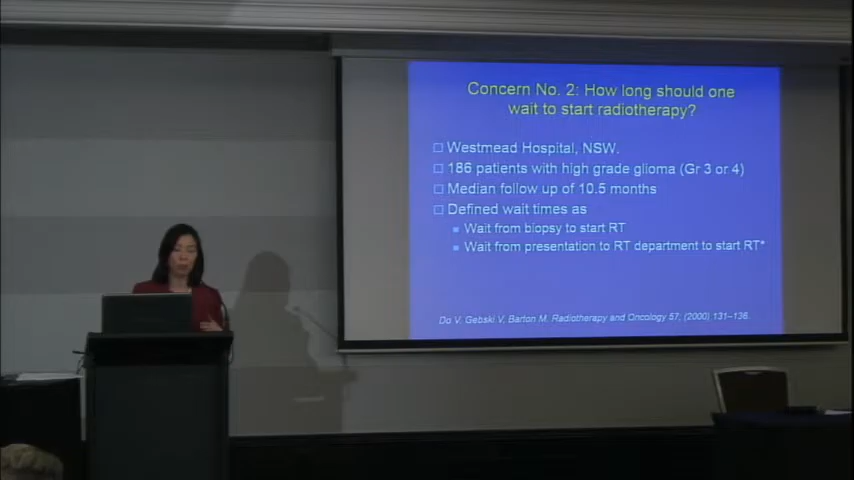 Concern No. 2: How long should one
wait to start radiotherapy?
Westmead Hospital, NSW.
186 patients with high grade glioma (Gr 3 or 4)
Median follow up of 10.5 months
Defined wait times as
Wait from biopsy to start RT
Wait from presentation to RT department to start RT*
Do V, Gebski V, Barton M. Radiotherapy and Oncology 57; (2000) 131–136.